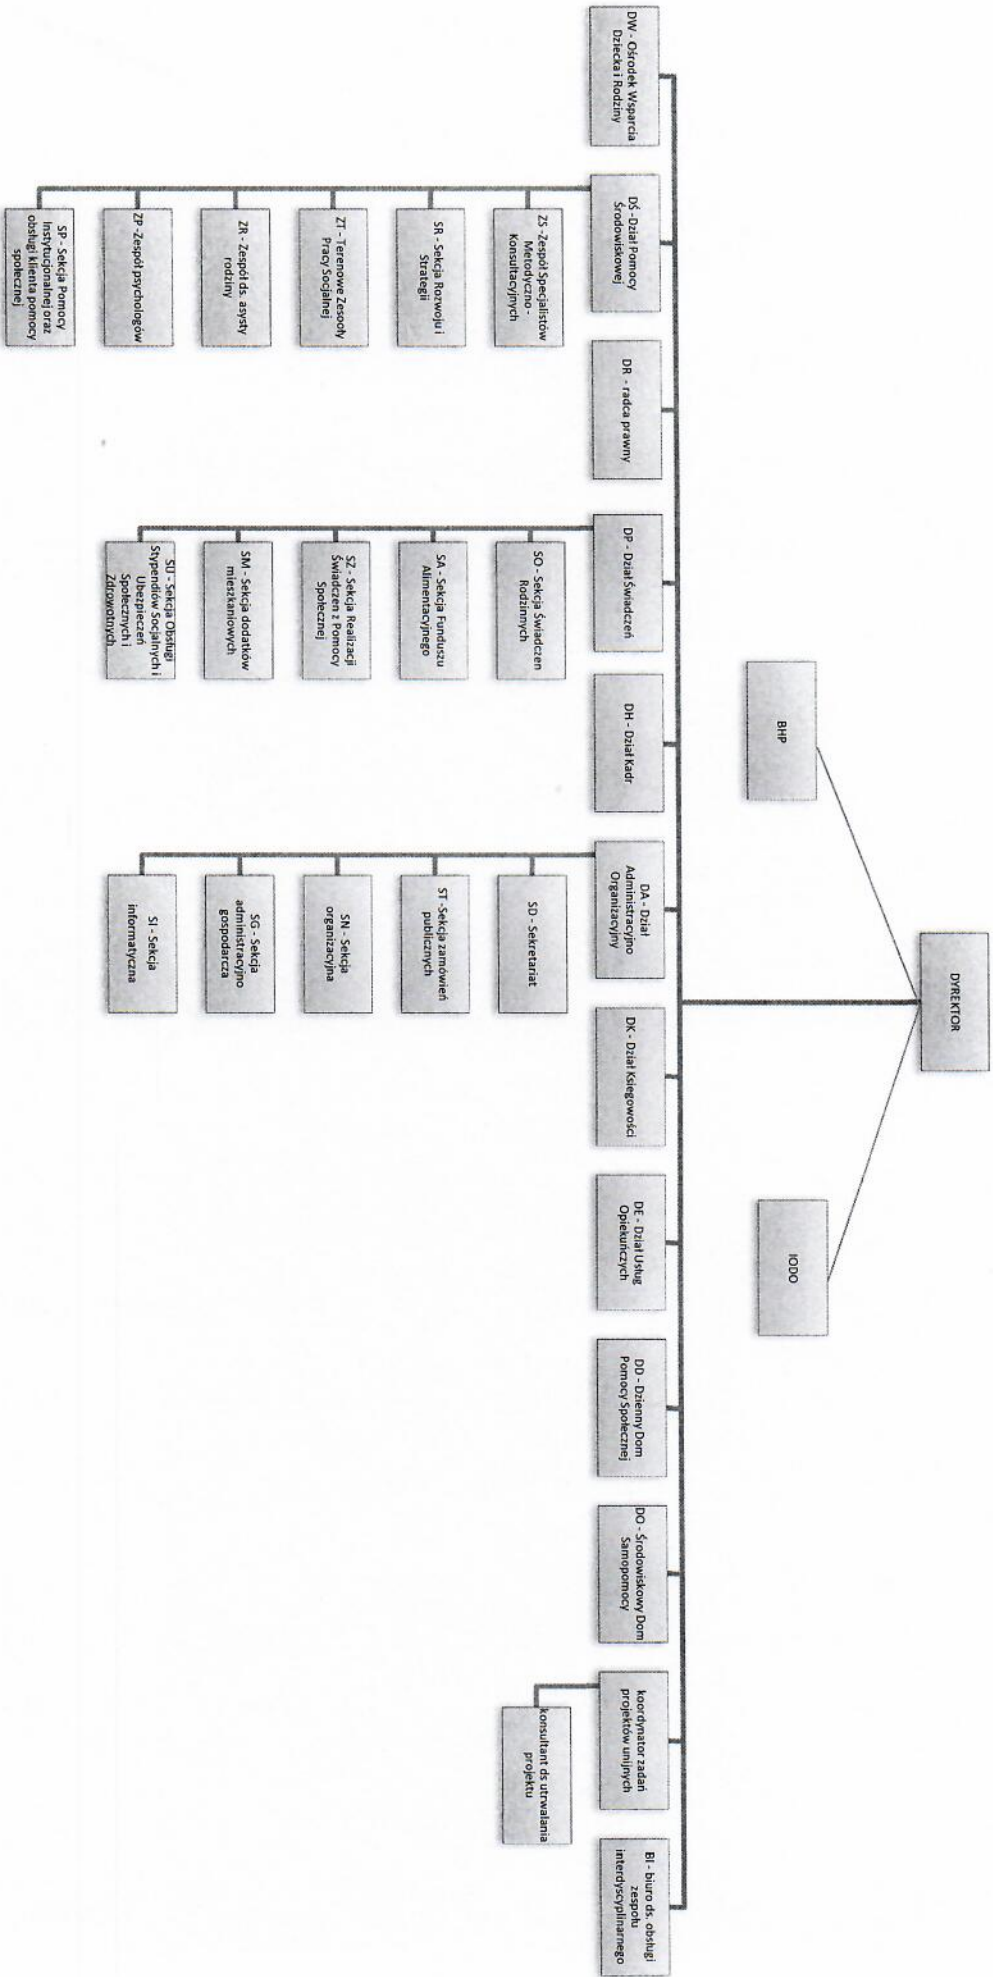 DYREKTOR
BHP
IODO
DW - Ośrodek Wsparcia
Dziecka i Rodziny
DŚ -Dział Pomocy
Środowiskowej
DR - radca prawny
DP - Dział Świadczeń
DH - Dział Kadr
DA - Dział
Administracyjno
Organizacyjny
DK - Dział Ksiegowości
DE - Dział Usług
Opiekuńczych
DD - Dzienny Dom
Pomocy Społecznej
DO - Środowiskowy Dom
Samopomocy
koordynator zadań
projektów unijnych
BI - biuro ds. obsługi
zespołu
interdyscyplinarnego
ZS -Zespół Specjalistów
Metodyczno -
Konsultacyjnych
SR - Sekcja Rozwoju i
Strategii
ZT - Terenowe Zesooły
Pracy Socjalnej
ZR - Zespół ds. asysty
rodziny
ZP -Zespół psychologów
SP - Sekcja Pomocy
Instytucjonalnej oraz
obsługi klienta pomocy
społecznej
SO - Sekcja Świadczen
Rodzinnych
SA - Sekcja Funduszu
Alimentacyjnego
SZ - Sekcja Realizacji
Świadczen z Pomocy
Społecznej
SM - Sekcja dodatków
mieszkaniowych
SU - Sekcja Obsługi
Stypendiów Socjalnych i
Ubezpieczeń
Społecznych i
Zdrowotnych
SD - Sekretariat
ST -Sekcja zamówień
publicznych
SN - Sekcja
organizacyjna
SG - Sekcja
administracyjno
gospodarcza
SI - Sekcja
informatyczna
konsultant ds utrwalania
projektu